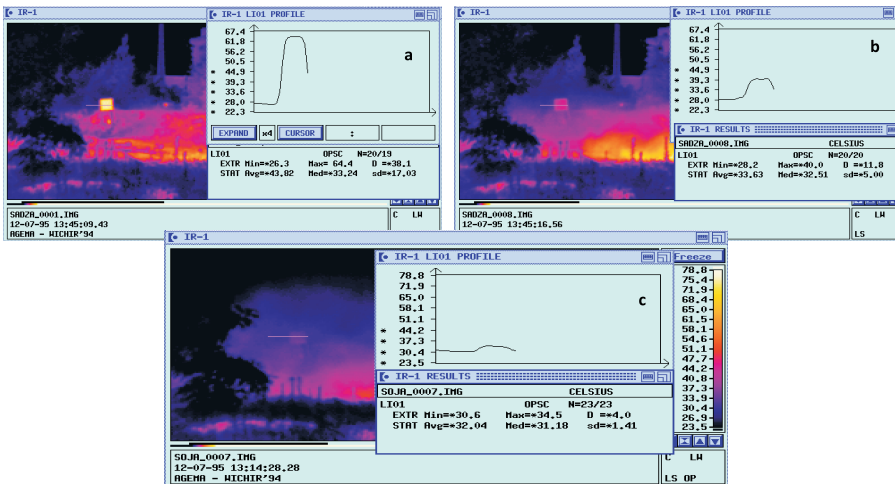 IR-1
IR-1 LI01 PROFILE
a
67.4
61.8
56.2
50.5
* 44.9
* 39.3
* 33.6
* 28.0
* 22.3
EXPAND x4 CURSOR :
LI01 OPSC N=20/19
EXTR Min=*26.3 Max= 64.4 D =*38.1
STAT Avg=*43.82 Med=*33.24 sd=*17.03
SADZA_0001.IMG
12-07-95 13:45:09.43
AGEMA - WICHIR'94
C LW
IR-1
IR-1 LI01 PROFILE
b
67.4
61.8
56.2
50.5
* 44.9
* 39.3
* 33.6
* 28.0
* 22.3
IR-1 RESULTS
SADZA_0008.IMG CELSIUS
LI01 OPSC N=20/20
EXTR Min=*28.2 Max=*40.0 D =*11.8
STAT Avg=*33.63 Med=*32.51 sd=*5.00
SADZA_0008.IMG
12-07-95 13:45:16.56
C LW
LS
IR-1
IR-1 LI01 PROFILE
c
78.8
71.9
65.0
58.1
51.1
* 44.2
* 37.3
* 30.4
* 23.5
IR-1 RESULTS
SOJA_0007.IMG CELSIUS
LI01 OPSC N=23/23
EXTR Min=*30.6 Max=*34.5 D =*4.0
STAT Avg=*32.04 Med=*31.18 sd=*1.41
Freeze
78.8
75.4
71.9
68.4
65.0
61.5
58.1
54.6
51.1
47.7
44.2
40.8
37.3
33.9
30.4
26.9
23.5
SOJA_0007.IMG
12-07-95 13:14:28.28
AGEMA - WICHIR'94
C LW
LS OP